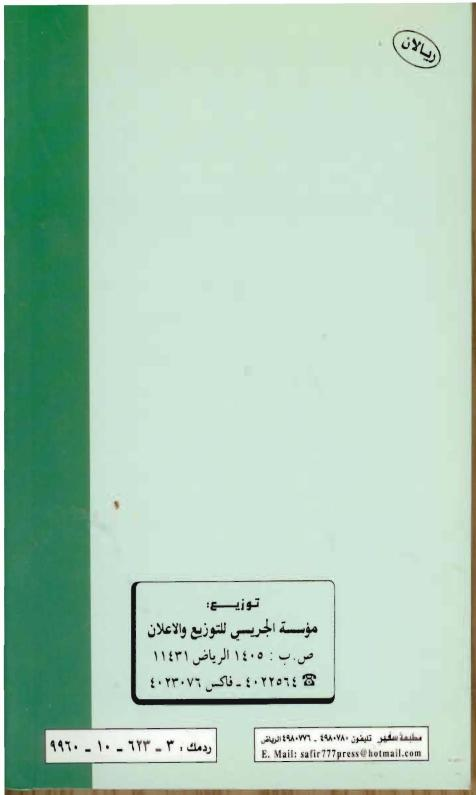 ريالان
توزيـــع:
مؤسسة الجريسي للتوزيع والاعلان
ص. ب : ١٤٠٥ الرياض ١١٤٣١
☎ ٤٠٢٢٥٦٤ ـ فاكس ٤٠٢٣٠٧٦
ردمك : ٣ ـ ٦٢٣ ـ ١٠ ـ ٩٩٦٠
مطبعة سفير تليفون ٤٩٨٠٧٨٠ ـ ٤٩٨٠٧٧٦ الرياض
E. Mail: safir777press@hotmail.com